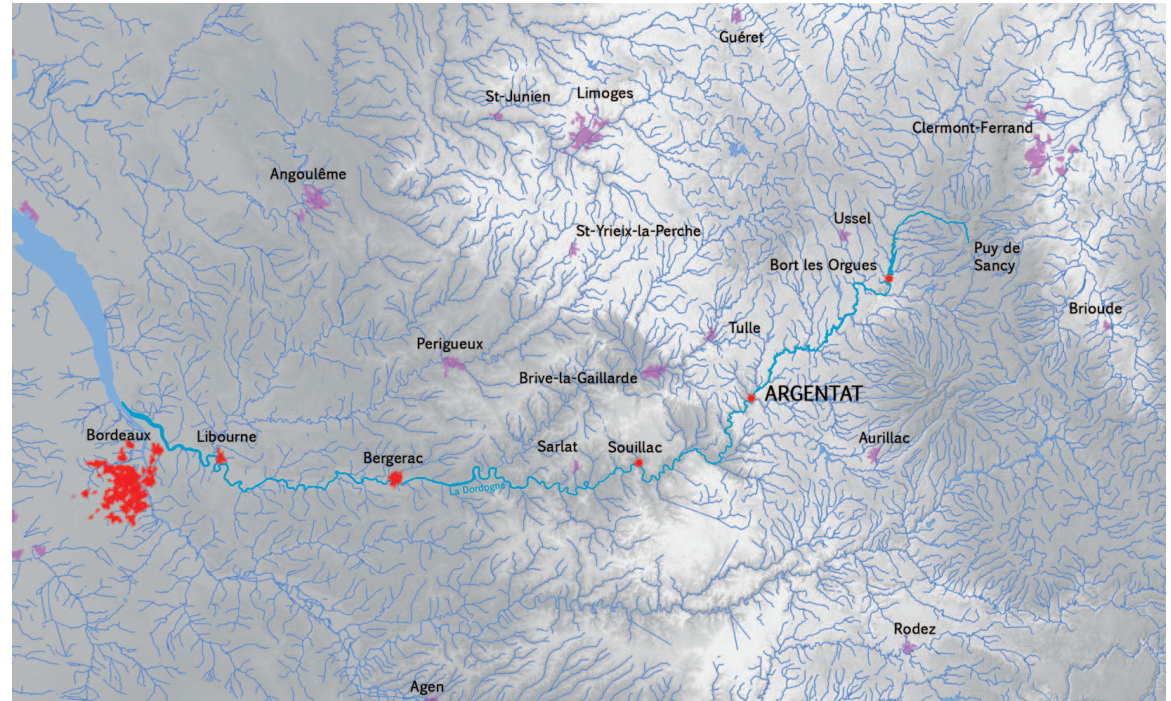 Guéret
St-Junien
Limoges
Clermont-Ferrand
Angoulême
Ussel
St-Yrieix-la-Perche
Puy de
Sancy
Bort les Orgues
Brioude
Tulle
Perigueux
Brive-la-Gaillarde
ARGENTAT
Bordeaux
Libourne
Aurillac
Sarlat
Souillac
Bergerac
La Dordogne
Rodez
Agen